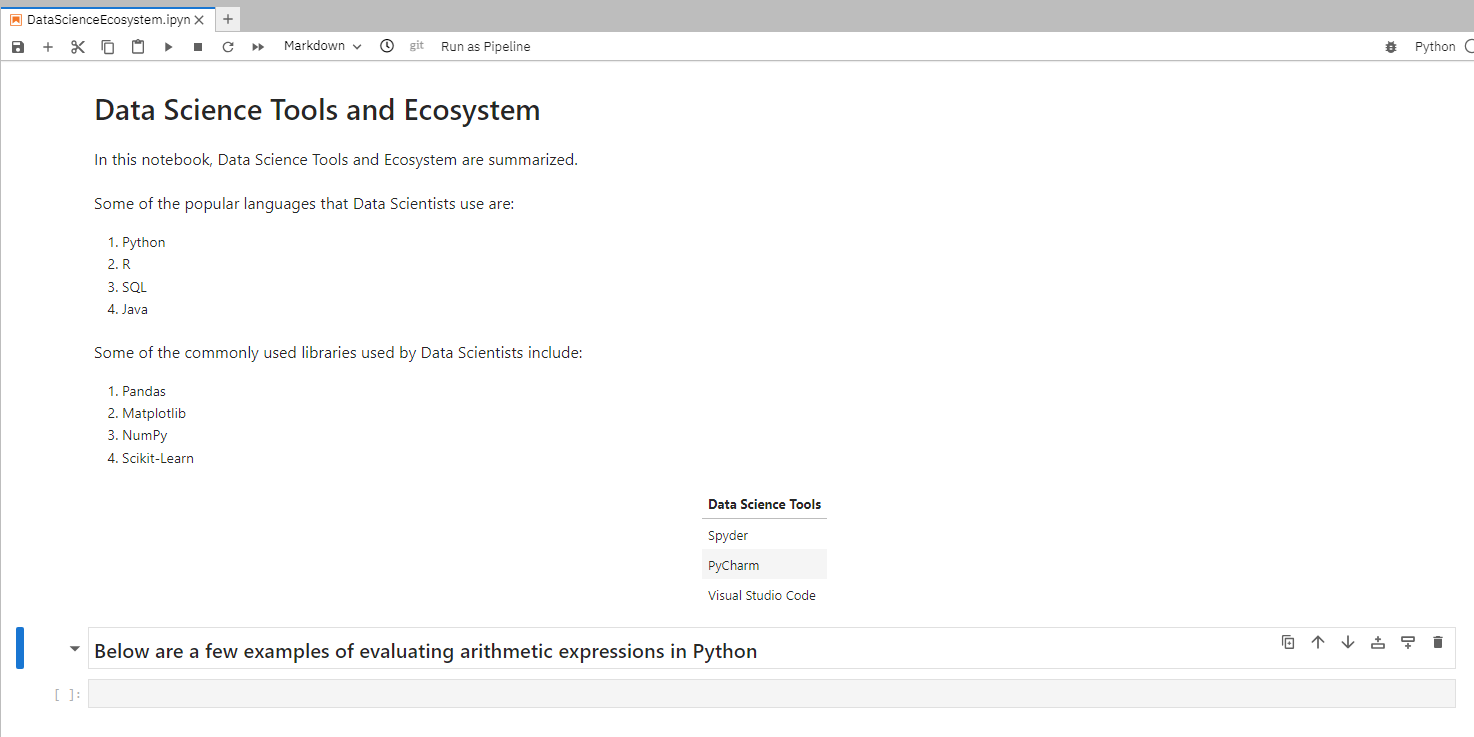 DataScienceEcosystem.ipyn
Markdown git Run as Pipeline Python
Data Science Tools and Ecosystem
In this notebook, Data Science Tools and Ecosystem are summarized.
Some of the popular languages that Data Scientists use are:
1. Python
2. R
3. SQL
4. Java
Some of the commonly used libraries used by Data Scientists include:
1. Pandas
2. Matplotlib
3. NumPy
4. Scikit-Learn
Data Science Tools
Spyder
PyCharm
Visual Studio Code
Below are a few examples of evaluating arithmetic expressions in Python
[ ]: